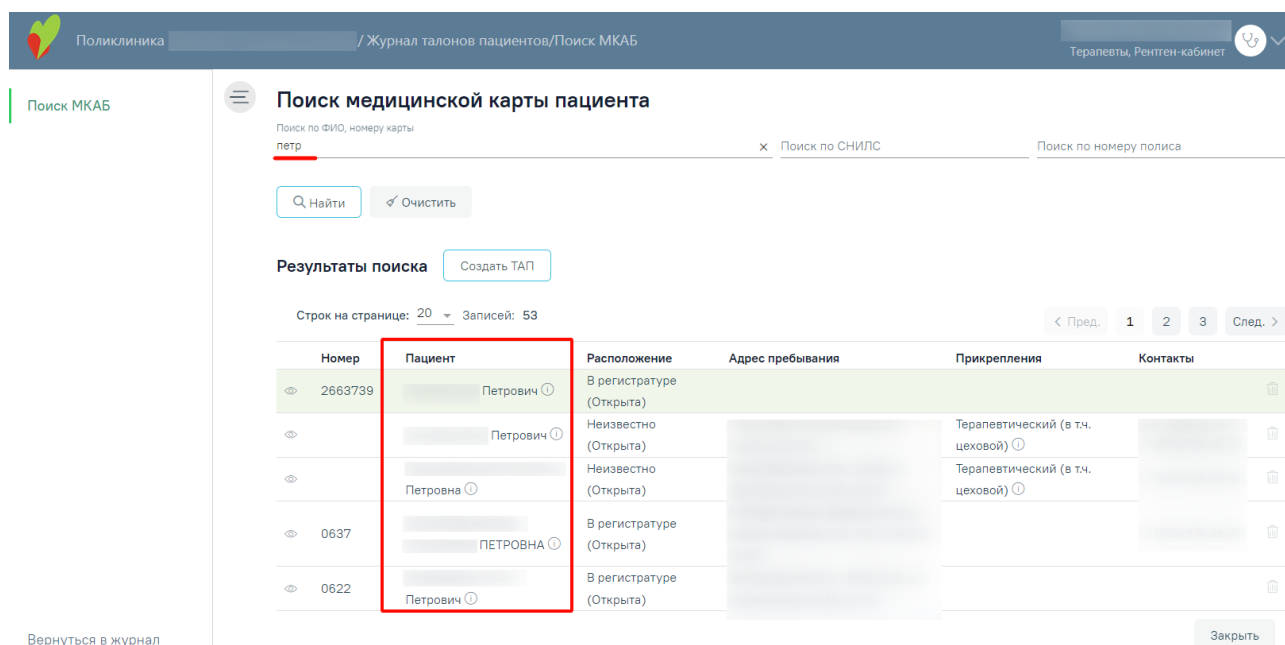 Поликлиника / Журнал талонов пациентов/Поиск МКАБ
Терапевты, Рентген-кабинет
Поиск МКАБ
Поиск медицинской карты пациента
Поиск по ФИО, номеру карты
петр × Поиск по СНИЛС Поиск по номеру полиса
Найти Очистить
Результаты поиска Создать ТАП
Строк на странице: 20 Записей: 53
< Пред. 1 2 3 След. >
Номер Пациент Расположение Адрес пребывания Прикрепления Контакты
2663739 Петрович В регистратуре
(Открыта)
Петрович Неизвестно
(Открыта)
Терапевтический (в т.ч.
цеховой)
Петровна Неизвестно
(Открыта)
Терапевтический (в т.ч.
цеховой)
0637 ПЕТРОВНА В регистратуре
(Открыта)
0622 Петрович В регистратуре
(Открыта)
Вернуться в журнал
Закрыть